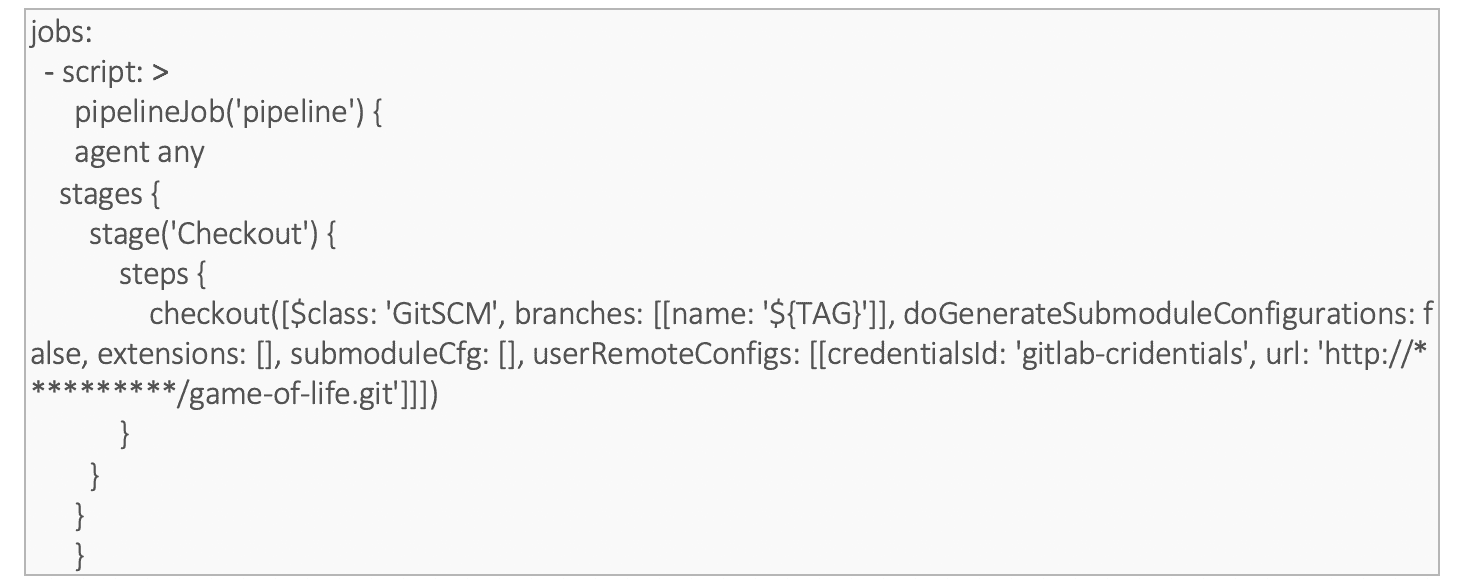 jobs:
  - script: >
      pipelineJob('pipeline') {
      agent any
    stages {
        stage('Checkout') {
            steps {
                checkout([$class: 'GitSCM', branches: [[name: '${TAG}']], doGenerateSubmoduleConfigurations: f
alse, extensions: [], submoduleCfg: [], userRemoteConfigs: [[credentialsId: 'gitlab-cridentials', url: 'http://*
*********/game-of-life.git']]])
            }
        }
      }
      }